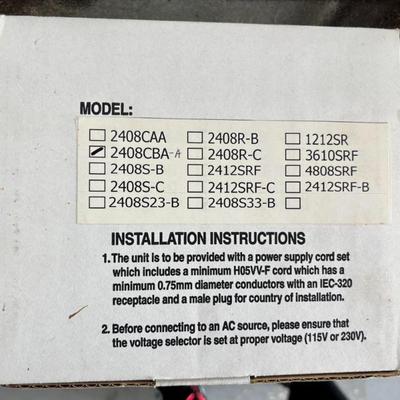 MODEL:
2408CAA 2408R-B 1212SR
2408CBA-A 2408R-C 3610SRF
2408S-B 2412SRF 4808SRF
2408S-C 2412SRF-C 2412SRF-B
2408S23-B 2408S33-B
INSTALLATION INSTRUCTIONS
1. The unit is to be provided with a power supply cord set
which includes a minimum H05VV-F cord which has a
minimum 0.75mm diameter conductors with an IEC-320
receptacle and a male plug for country of installation.
2. Before connecting to an AC source, please ensure that
the voltage selector is set at proper voltage (115V or 230V).